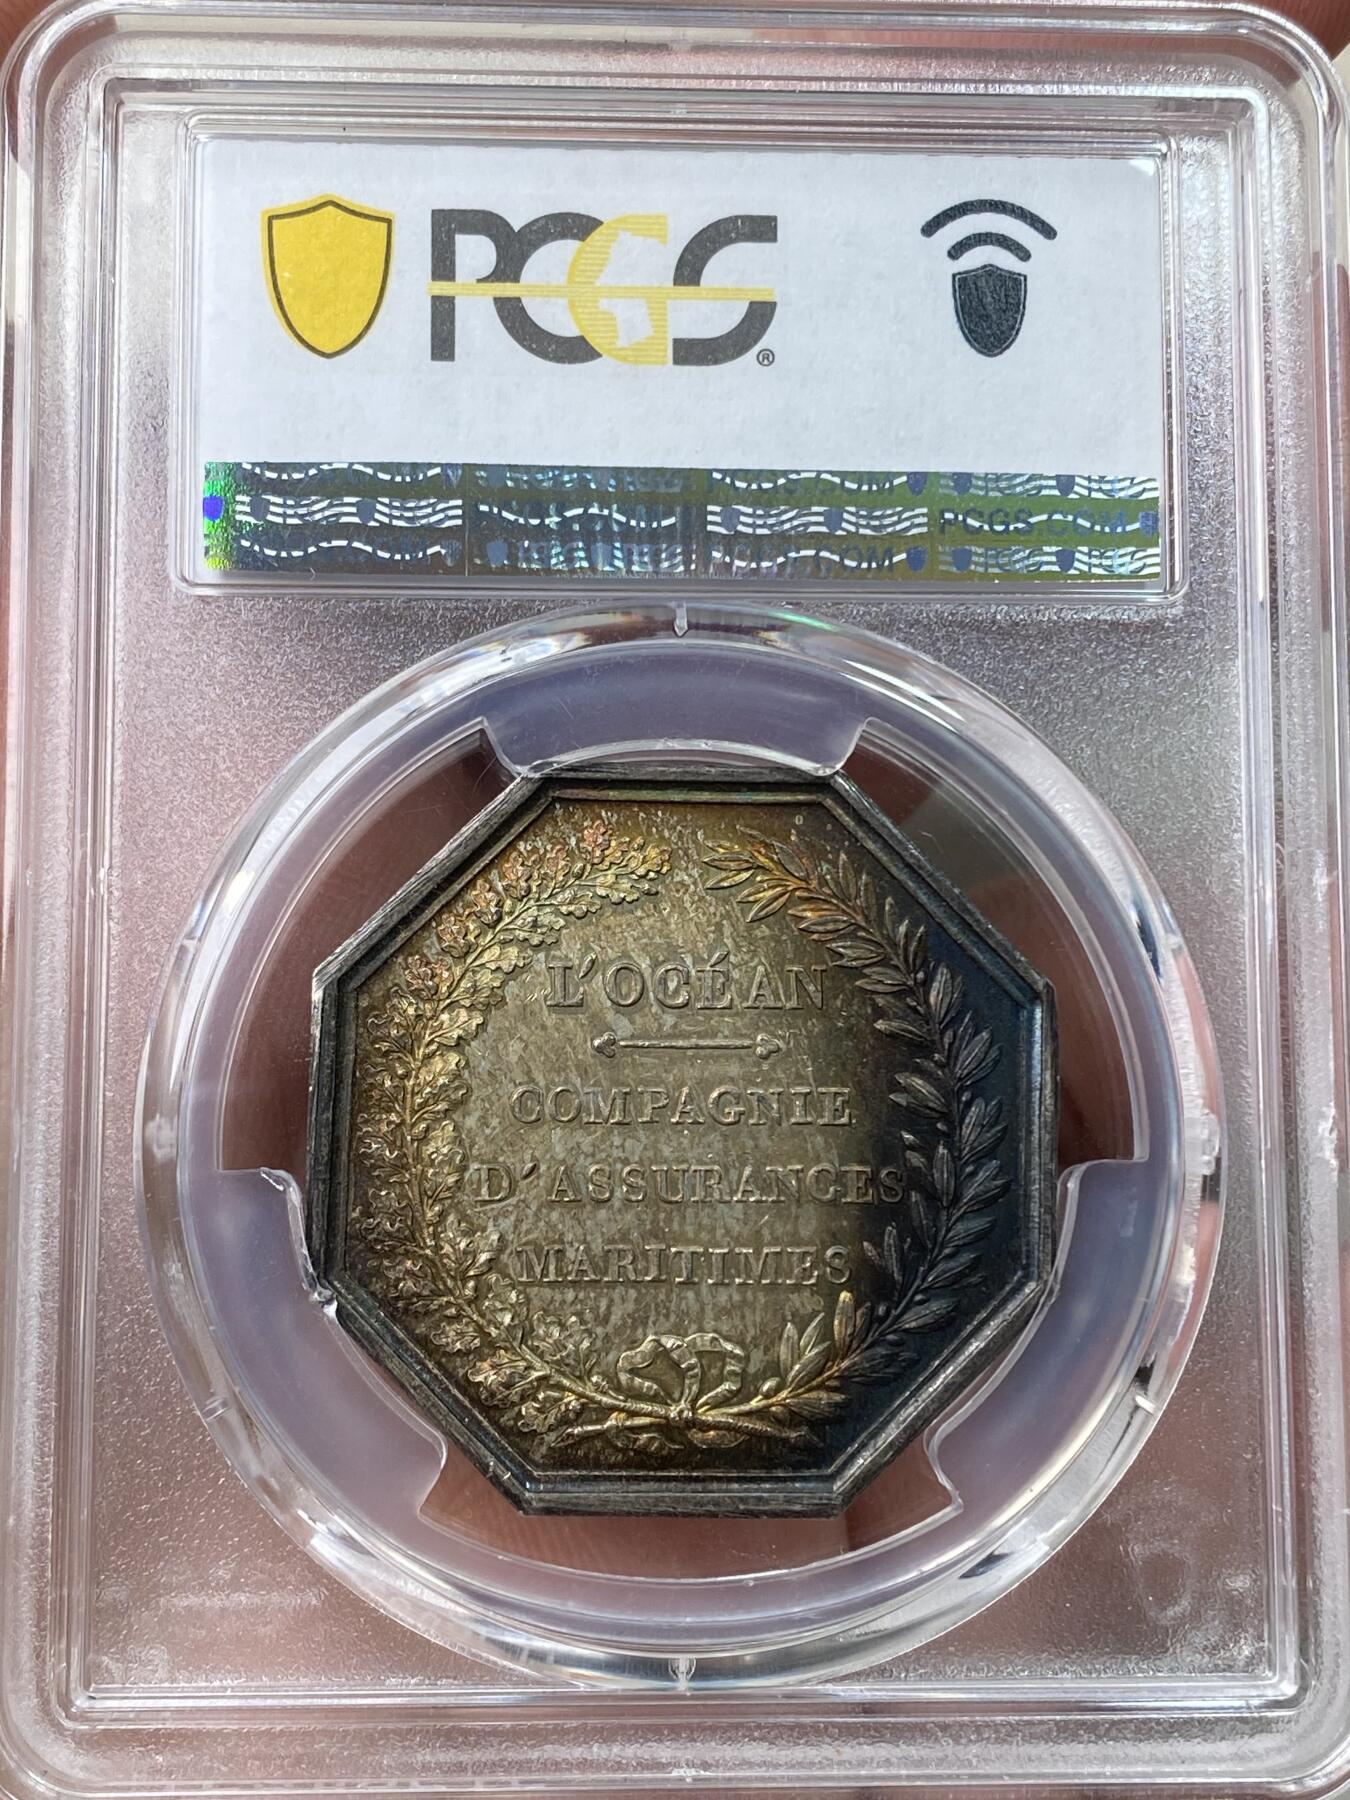 PCGS®
PCGS.COM
L'OCÉAN
COMPAGNIE
D'ASSURANCES
MARITIMES